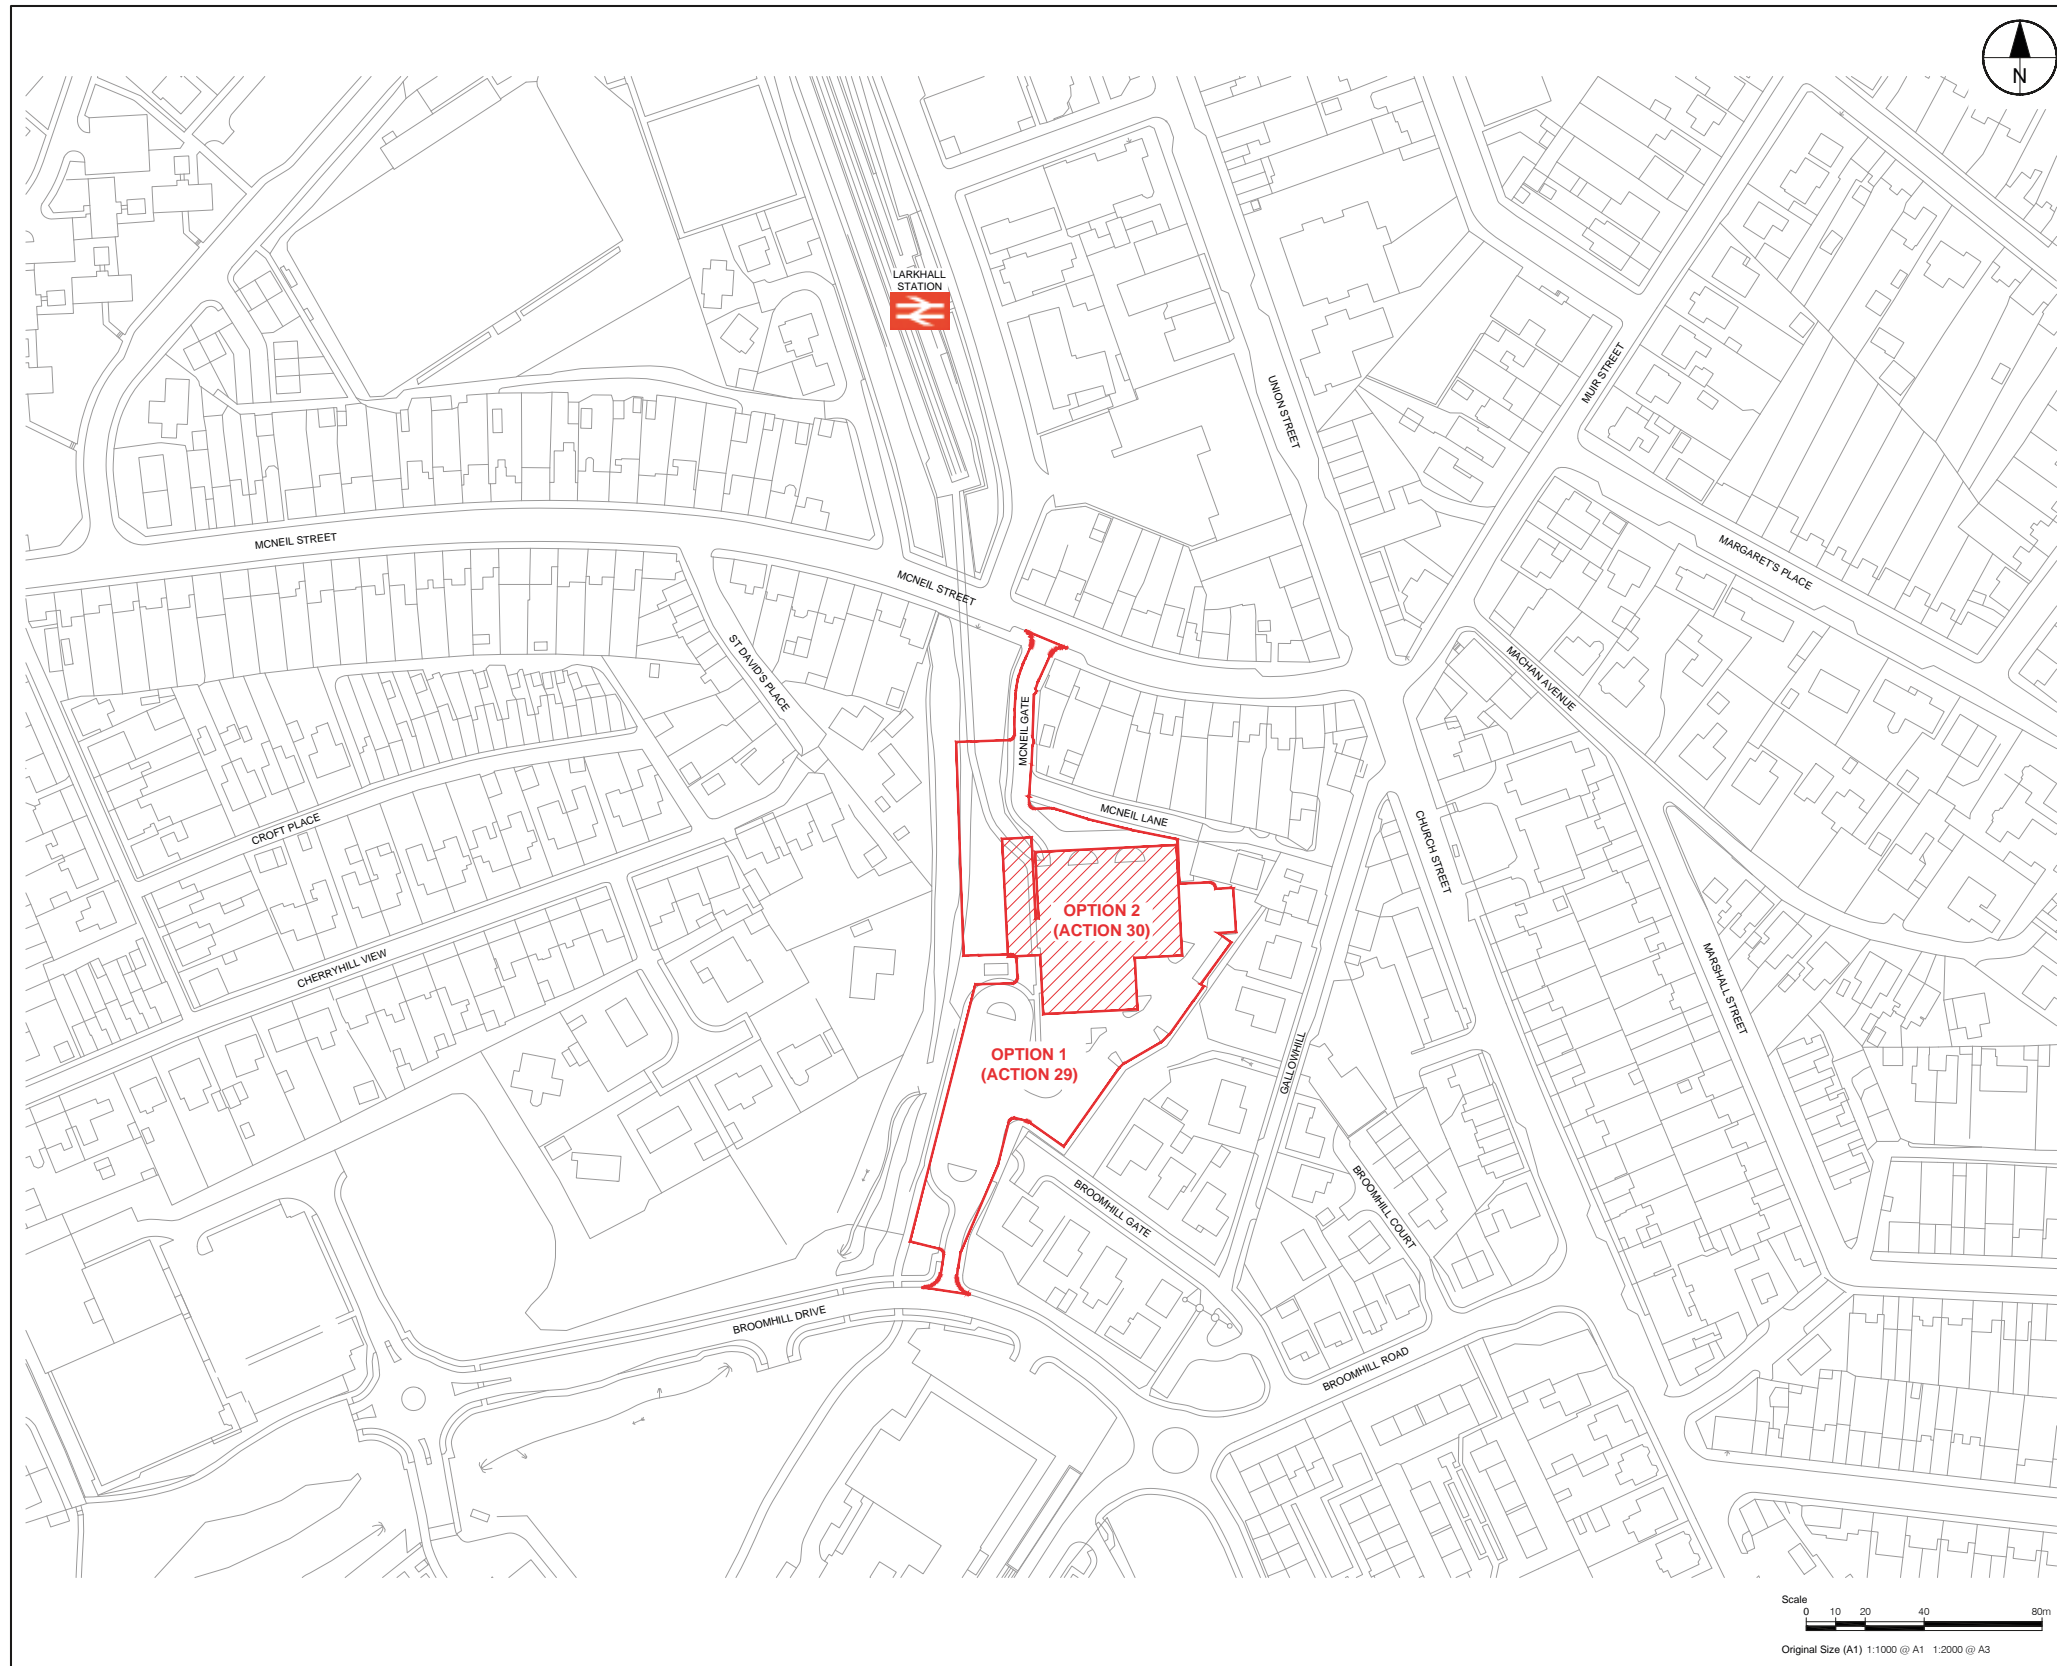 N
LARKHALL
STATION
UNION STREET
MUIR STREET
MCNEIL STREET
MARGARET'S PLACE
MCNEIL STREET
ST DAVID'S PLACE
MACHAN AVENUE
MCNEIL GATE
MCNEIL LANE
CROFT PLACE
CHURCH STREET
OPTION 2
(ACTION 30)
CHERRYHILL VIEW
MARSHALL STREET
OPTION 1
(ACTION 29)
GALLOWHILL
BROOMHILL GATE
BROOMHILL COURT
BROOMHILL DRIVE
BROOMHILL ROAD
Scale
0 10 20 40 80m
Original Size (A1) 1:1000 @ A1 1:2000 @ A3